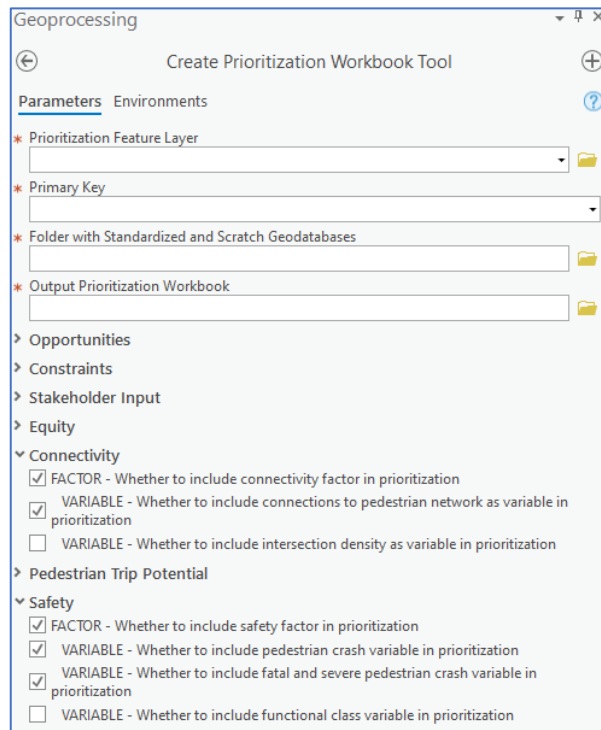 Geoprocessing
Create Prioritization Workbook Tool
Parameters Environments
* Prioritization Feature Layer
* Primary Key
* Folder with Standardized and Scratch Geodatabases
* Output Prioritization Workbook
Opportunities
Constraints
Stakeholder Input
Equity
Connectivity
FACTOR - Whether to include connectivity factor in prioritization
VARIABLE - Whether to include connections to pedestrian network as variable in
prioritization
VARIABLE - Whether to include intersection density as variable in prioritization
Pedestrian Trip Potential
Safety
FACTOR - Whether to include safety factor in prioritization
VARIABLE - Whether to include pedestrian crash variable in prioritization
VARIABLE - Whether to include fatal and severe pedestrian crash variable in
prioritization
VARIABLE - Whether to include functional class variable in prioritization